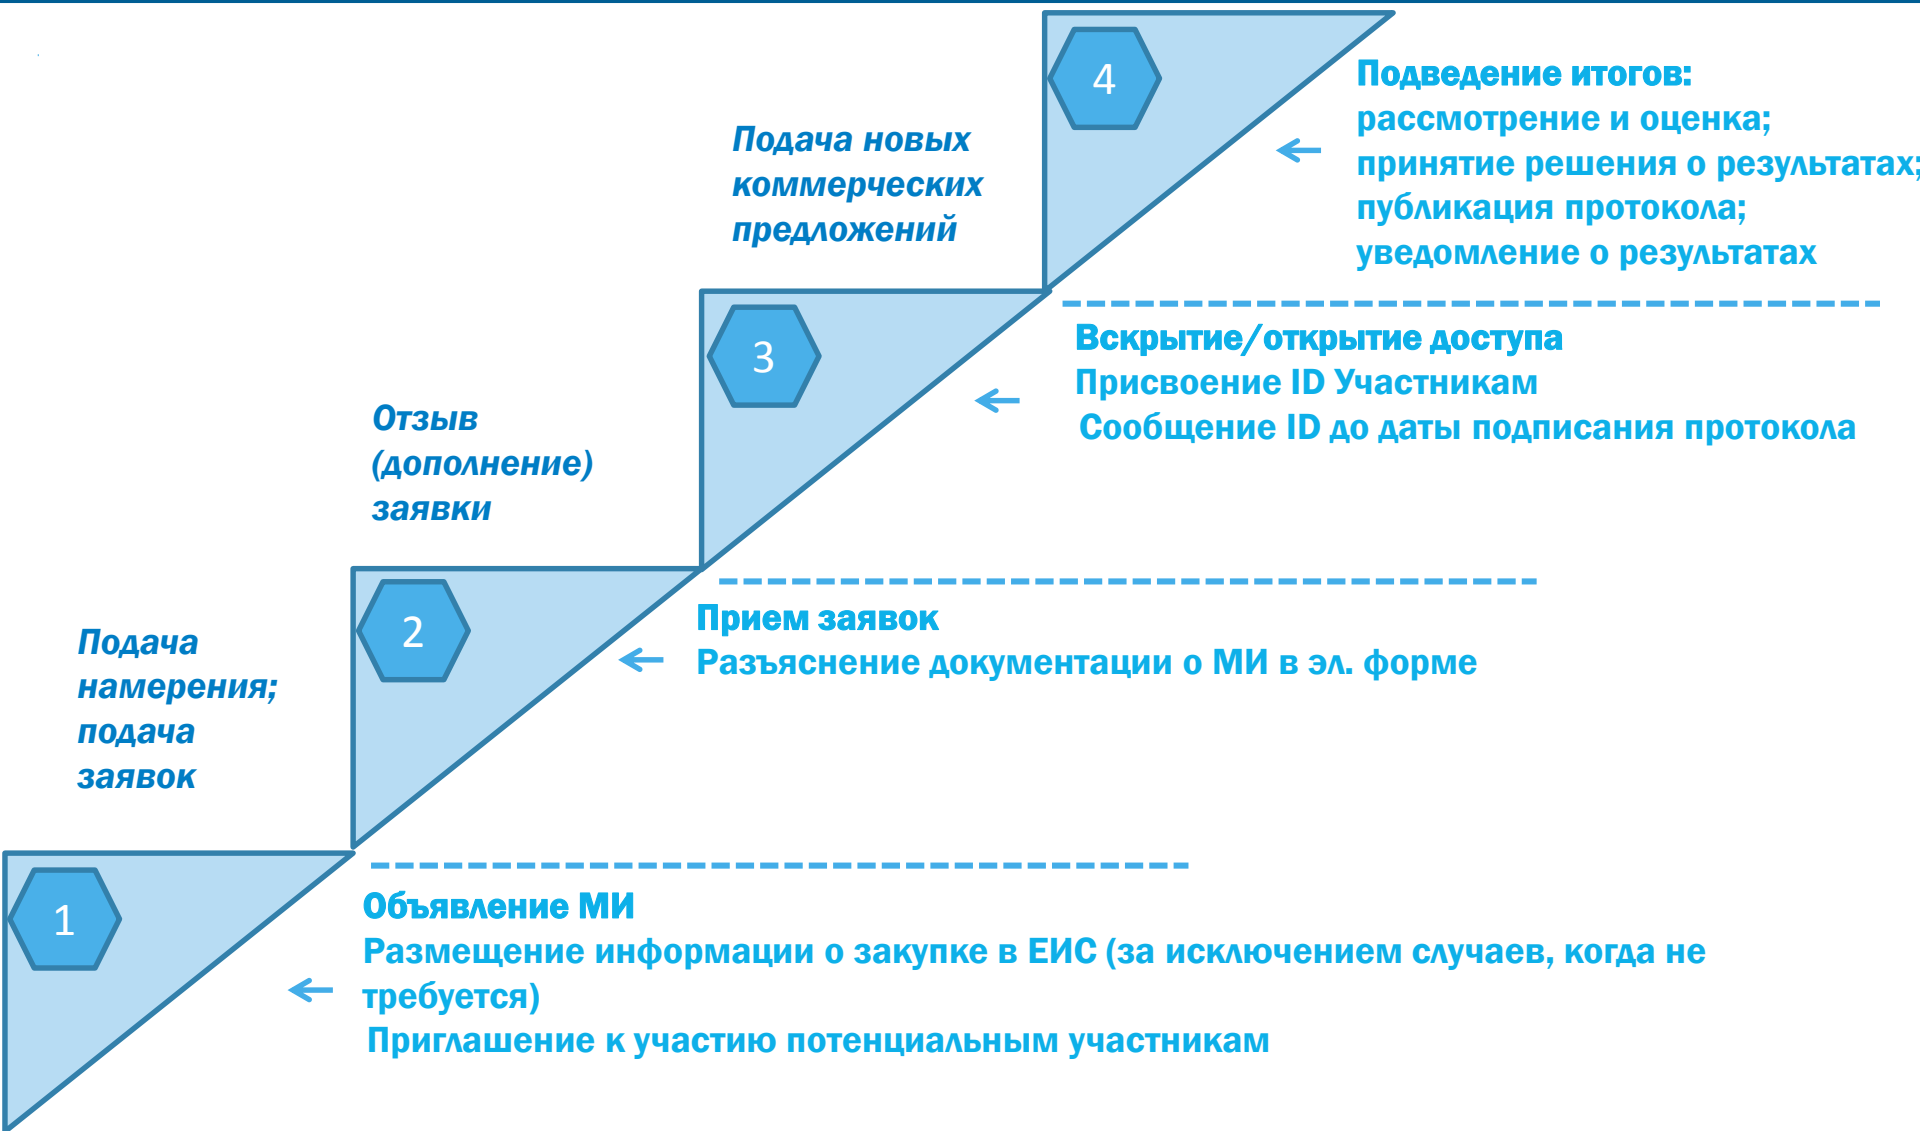 4
Подведение итогов:
рассмотрение и оценка;
принятие решения о результатах;
публикация протокола;
уведомление о результатах
Подача новых
коммерческих
предложений
3
Вскрытие/открытие доступа
Присвоение ID Участникам
Сообщение ID до даты подписания протокола
Отзыв
(дополнение)
заявки
2
Прием заявок
Разъяснение документации о МИ в эл. форме
Подача
намерения;
подача
заявок
1
Объявление МИ
Размещение информации о закупке в ЕИС (за исключением случаев, когда не
требуется)
Приглашение к участию потенциальным участникам